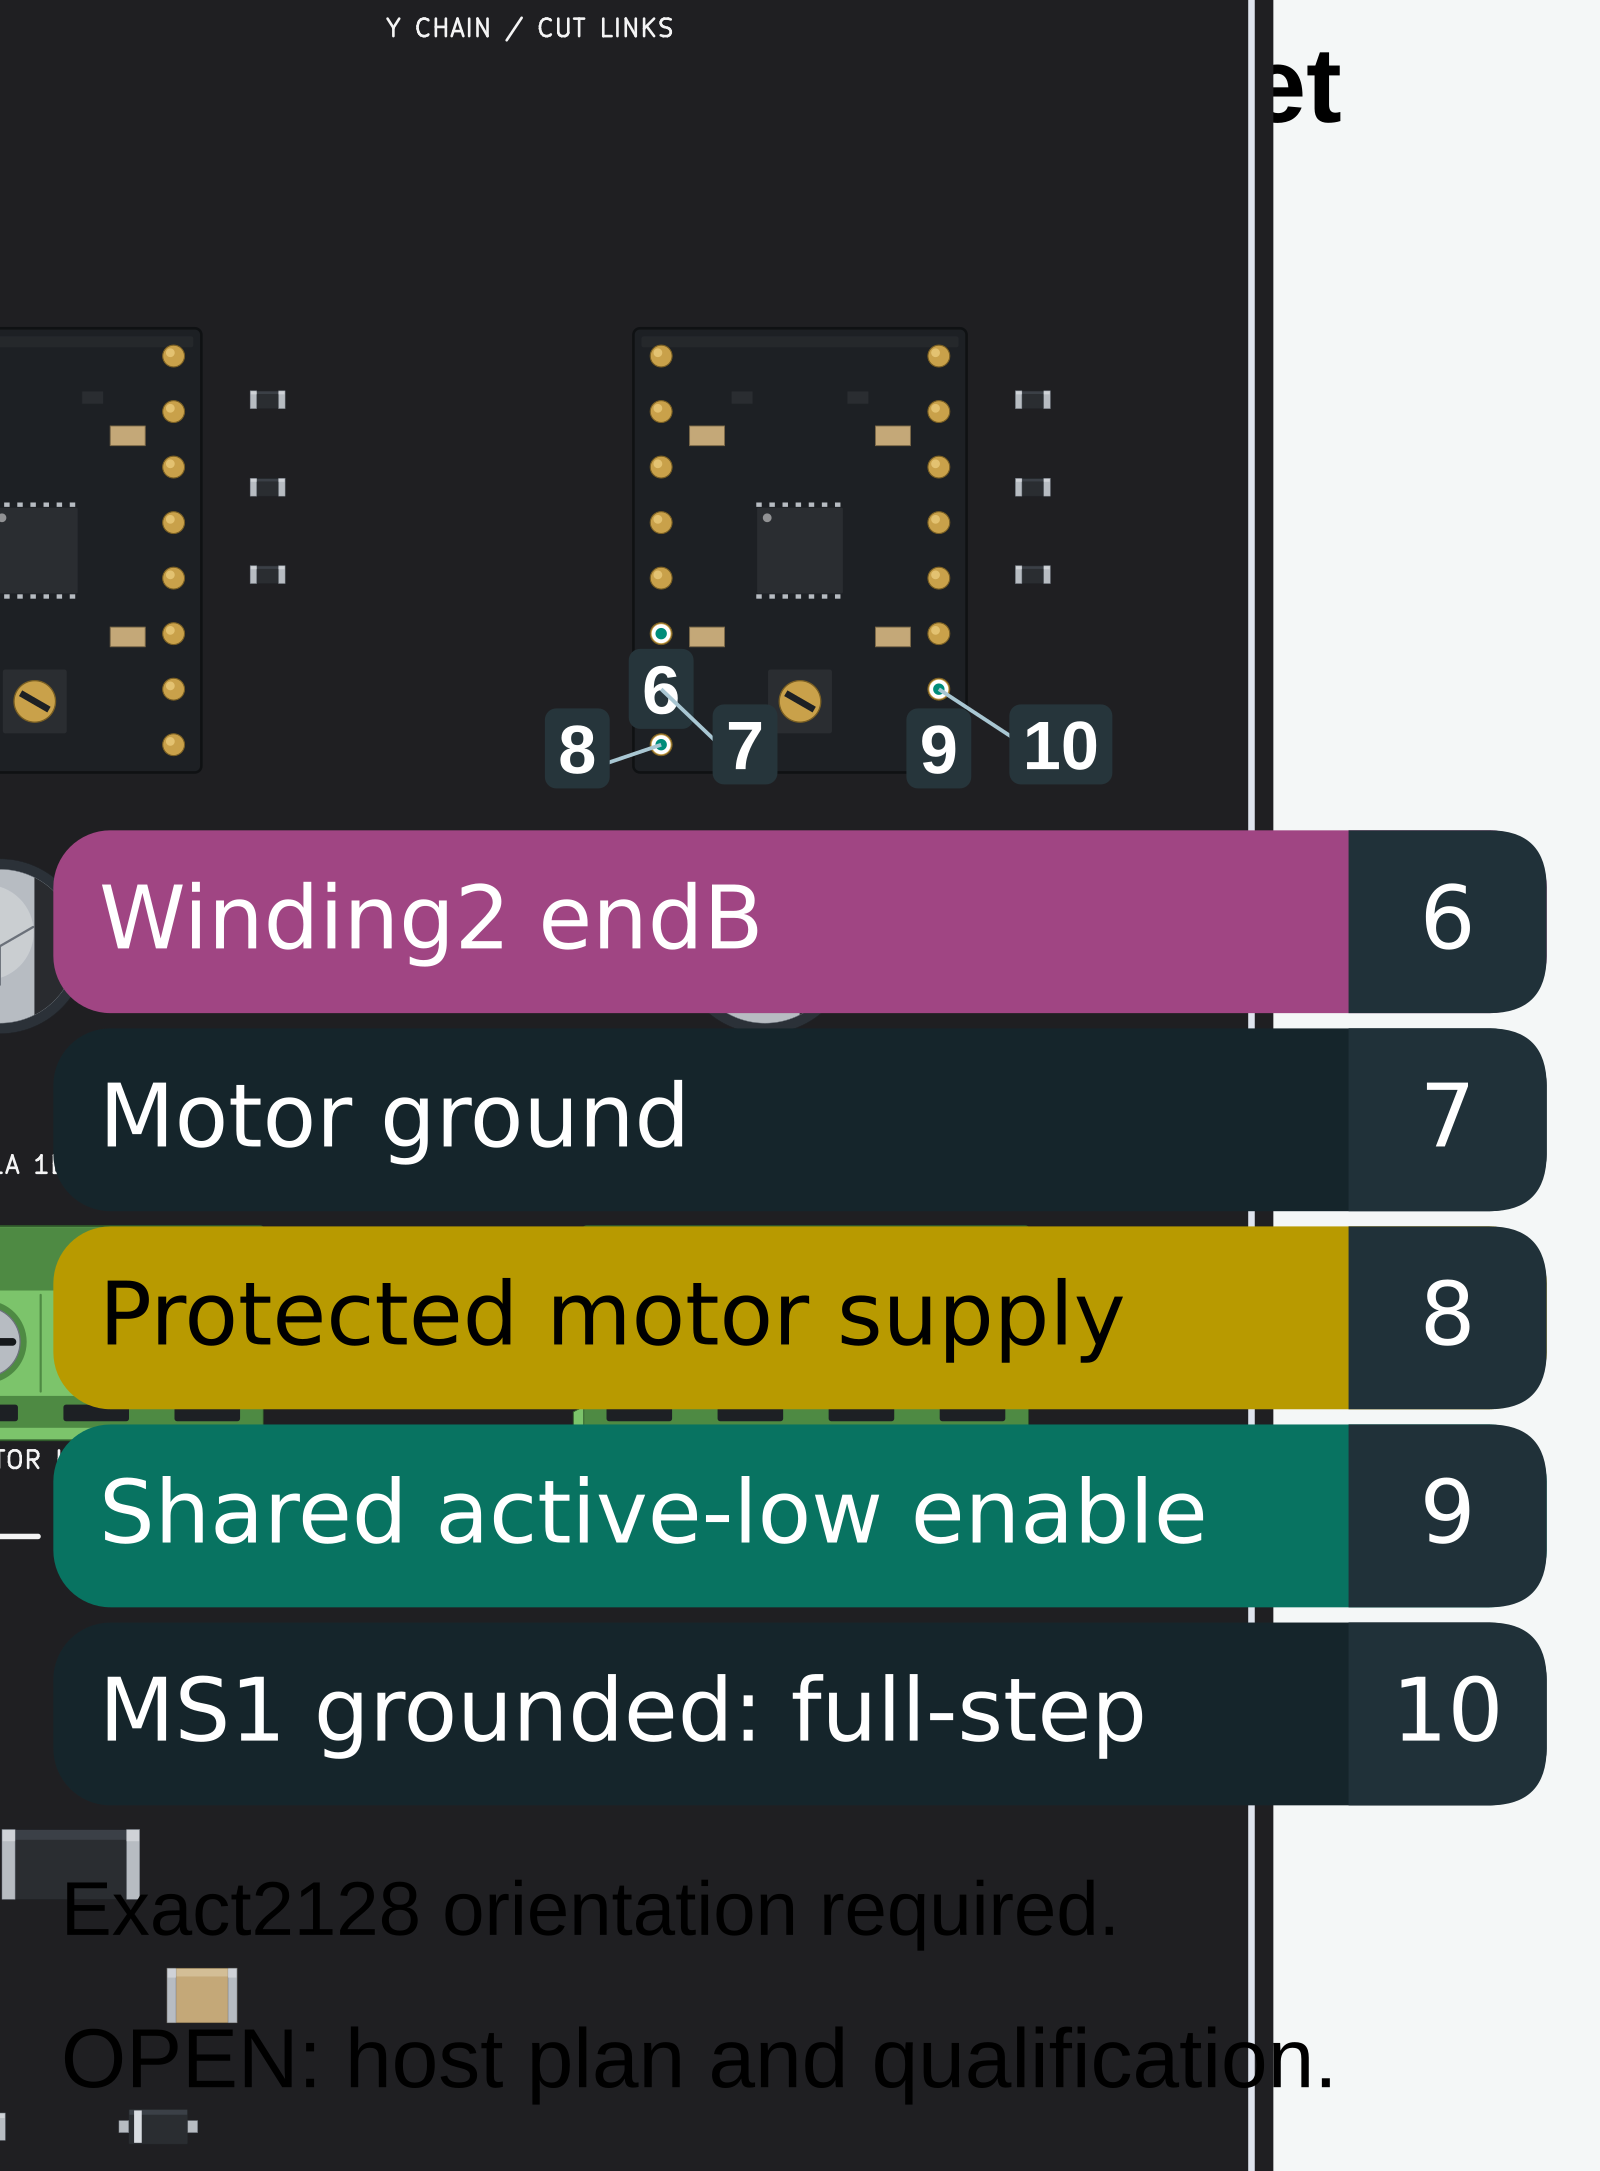 Y CHAIN / CUT LINKS
et
6
8
7
9
10
Winding2 endB 6
Motor ground 7
Protected motor supply 8
Shared active-low enable 9
MS1 grounded: full-step 10
Exact2128 orientation required.
OPEN: host plan and qualification.